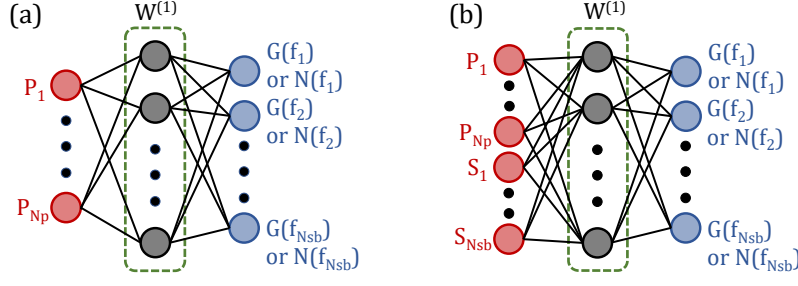 (a)
W(1)
P1
PNp
G(f1)
or N(f1)
G(f2)
or N(f2)
G(fNsb)
or N(fNsb)
(b)
W(1)
P1
PNp
S1
SNsb
G(f1)
or N(f1)
G(f2)
or N(f2)
G(fNsb)
or N(fNsb)